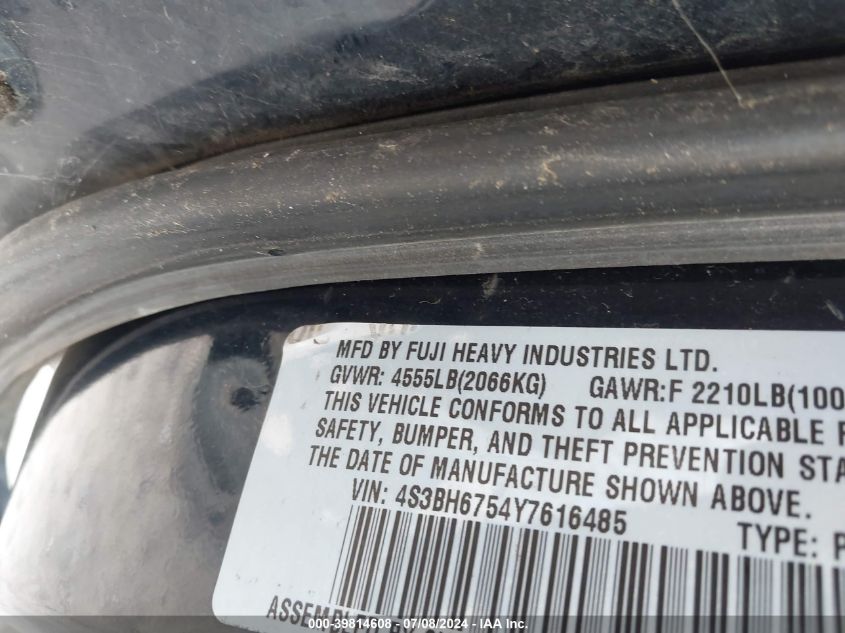 MFD BY FUJI HEAVY INDUSTRIES LTD.
GVWR: 4555LB(2066KG) GAWR:F 2210LB(100
THIS VEHICLE CONFORMS TO ALL APPLICABLE F
SAFETY, BUMPER, AND THEFT PREVENTION STA
THE DATE OF MANUFACTURE SHOWN ABOVE.
VIN: 4S3BH6754Y7616485 TYPE: P
000-39814608 - 07/08/2024 -